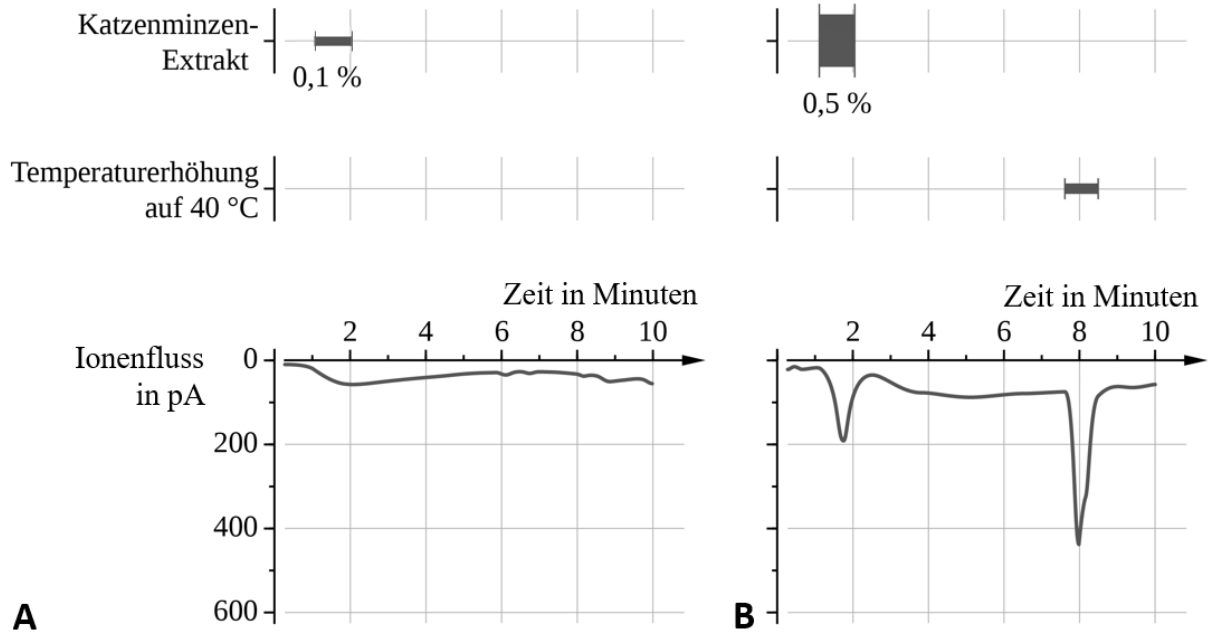 Katzenminzen-
Extrakt
0,1 %
0,5 %
Temperaturerhöhung
auf 40 °C
Zeit in Minuten
Zeit in Minuten
2 4 6 8 10
2 4 6 8 10
Ionenfluss
in pA
0
200
400
600
A
B